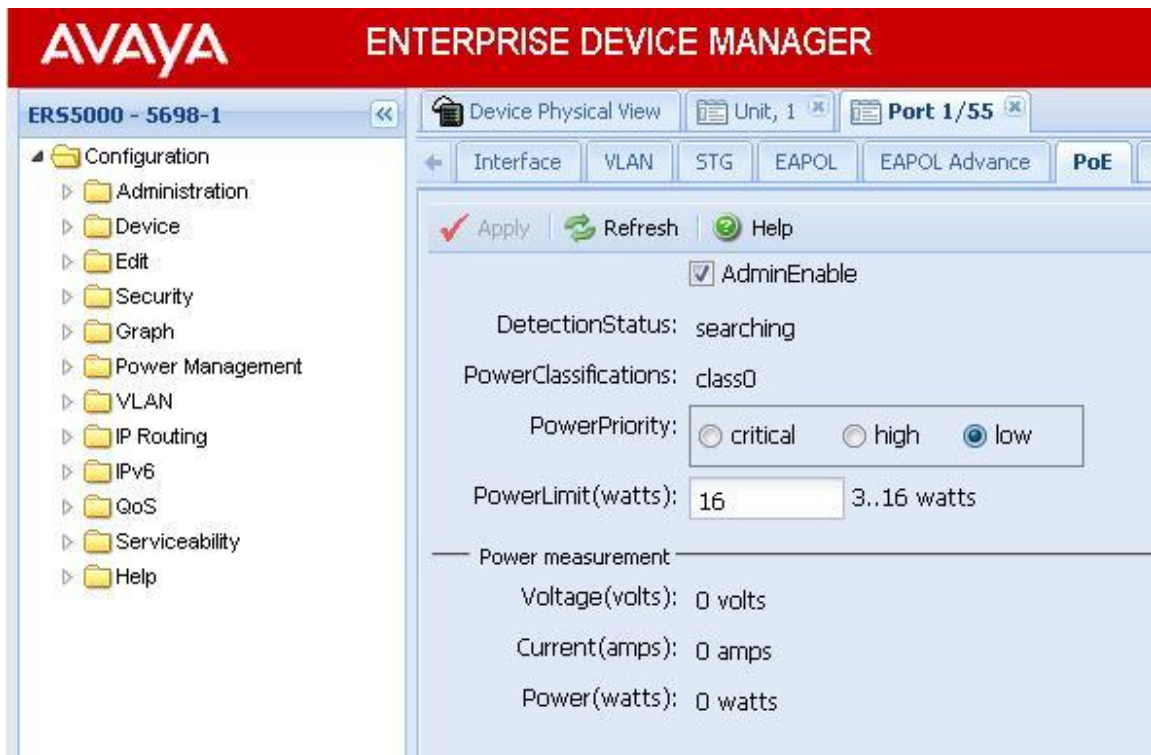 AVAYA ENTERPRISE DEVICE MANAGER
ERS5000 - 5698-1
Configuration
Administration
Device
Edit
Security
Graph
Power Management
VLAN
IP Routing
IPv6
QoS
Serviceability
Help
Device Physical View Unit, 1 Port 1/55
Interface VLAN STG EAPOL EAPOL Advance PoE
Apply Refresh Help
AdminEnable
DetectionStatus: searching
PowerClassifications: class0
PowerPriority: critical high low
PowerLimit(watts): 16 3..16 watts
Power measurement
Voltage(volts): 0 volts
Current(amps): 0 amps
Power(watts): 0 watts